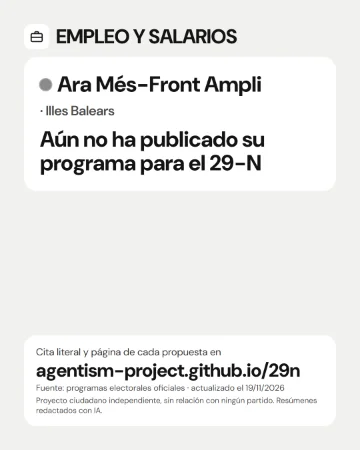 EMPLEO Y SALARIOS
Ara Més-Front Ampli
· Illes Balears
Aún no ha publicado su
programa para el 29-N
Cita literal y página de cada propuesta en
agentism-project.github.io/29n
Fuente: programas electorales oficiales · actualizado el 19/11/2026
Proyecto ciudadano independiente, sin relación con ningún partido. Resúmenes
redactados con IA.